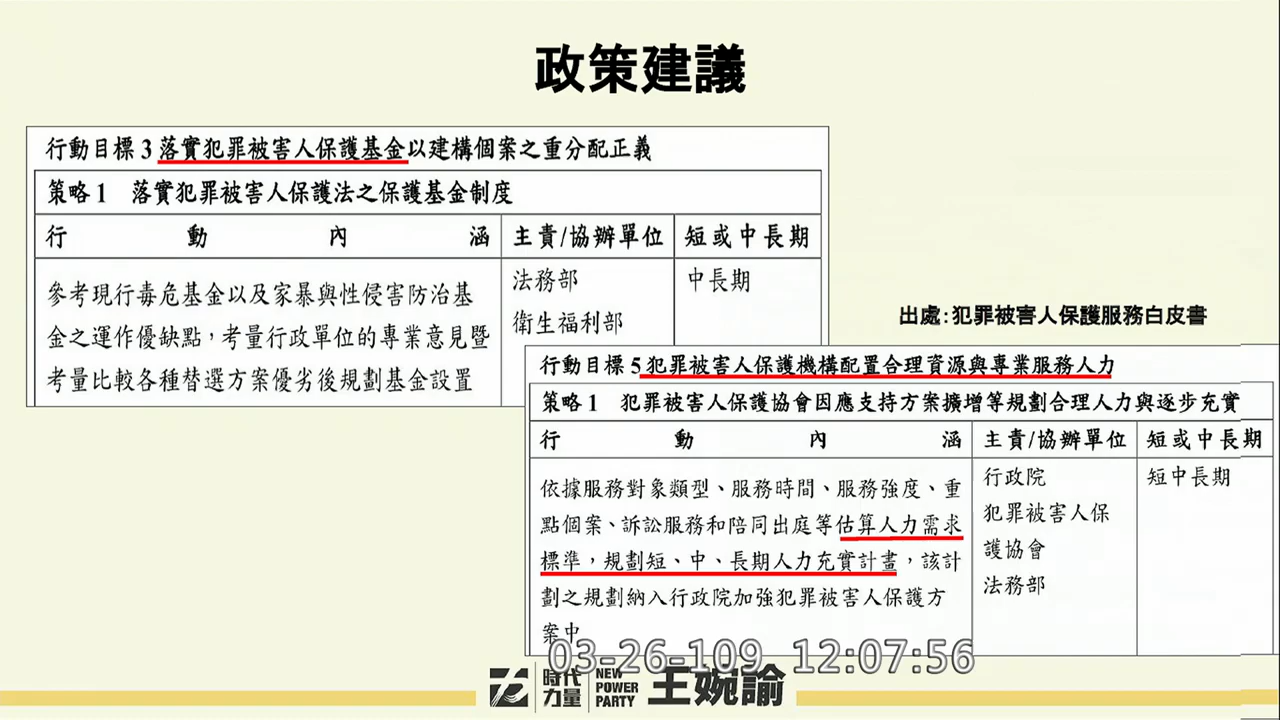 政策建議
行動目標 3 落實犯罪被害人保護基金以建構個案之重分配正義
策略 1 落實犯罪被害人保護法之保護基金制度
行動內涵 主責/協辦單位 短或中長期
參考現行毒危基金以及家暴與性侵害防治基
金之運作優缺點,考量行政單位的專業意見暨
考量比較各種替選方案優劣後規劃基金設置
法務部
衛生福利部
中長期
出處:犯罪被害人保護服務白皮書
行動目標 5 犯罪被害人保護機構配置合理資源與專業服務人力
策略 1 犯罪被害人保護協會因應支持方案擴增等規劃合理人力與逐步充實
行動內涵 主責/協辦單位 短或中長期
依據服務對象類型、服務時間、服務強度、重
點個案、訴訟服務和陪同出庭等估算人力需求
標準,規劃短、中、長期人力充實計畫,該計
劃之規劃納入行政院加強犯罪被害人保護方
案中
行政院
犯罪被害人保
護協會
法務部
短中長期
03-26-109 12:07:56
時代
力量
NEW
POWER
PARTY
王婉諭